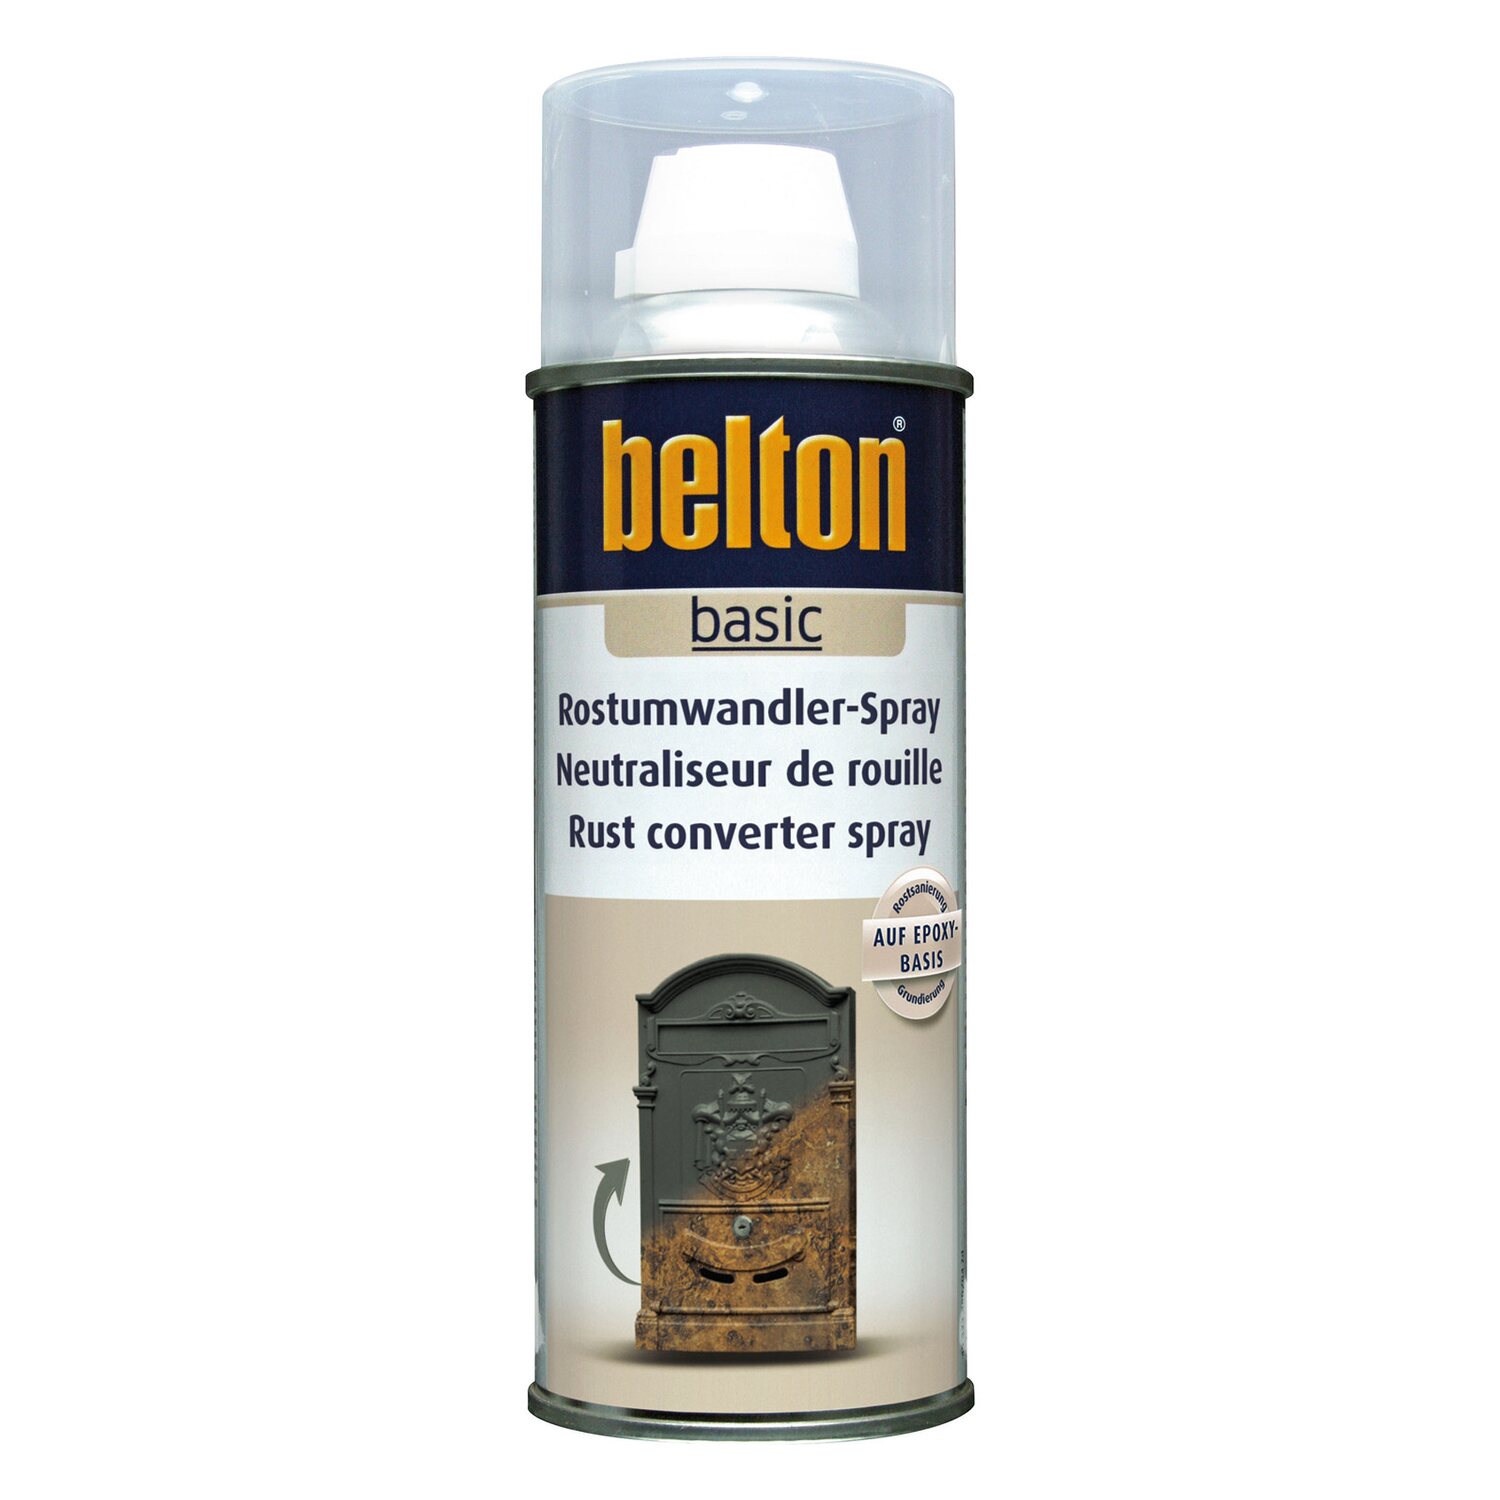 belton®
basic
Rostumwandler-Spray
Neutraliseur de rouille
Rust converter spray
Rostsanierung
AUF EPOXY-
BASIS
Grundierung